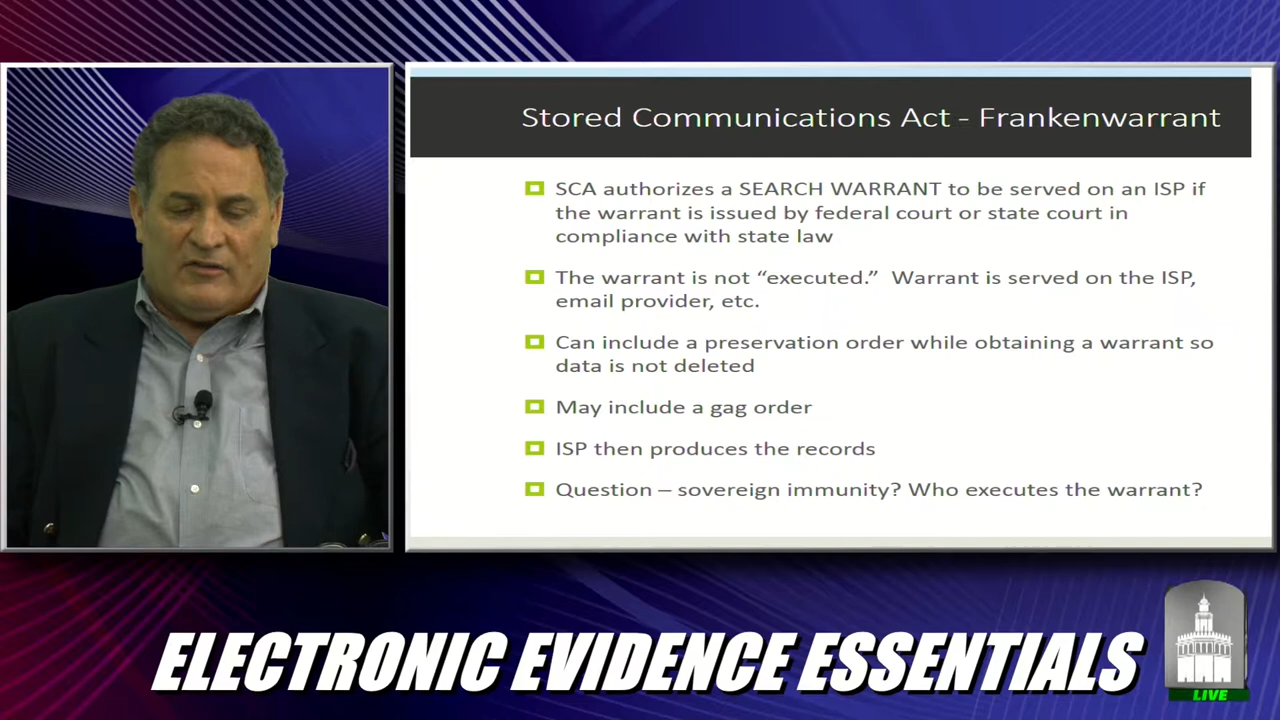 Stored Communications Act - Frankenwarrant
SCA authorizes a SEARCH WARRANT to be served on an ISP if
the warrant is issued by federal court or state court in
compliance with state law
The warrant is not “executed.” Warrant is served on the ISP,
email provider, etc.
Can include a preservation order while obtaining a warrant so
data is not deleted
May include a gag order
ISP then produces the records
Question – sovereign immunity? Who executes the warrant?
ELECTRONIC EVIDENCE ESSENTIALS
LIVE